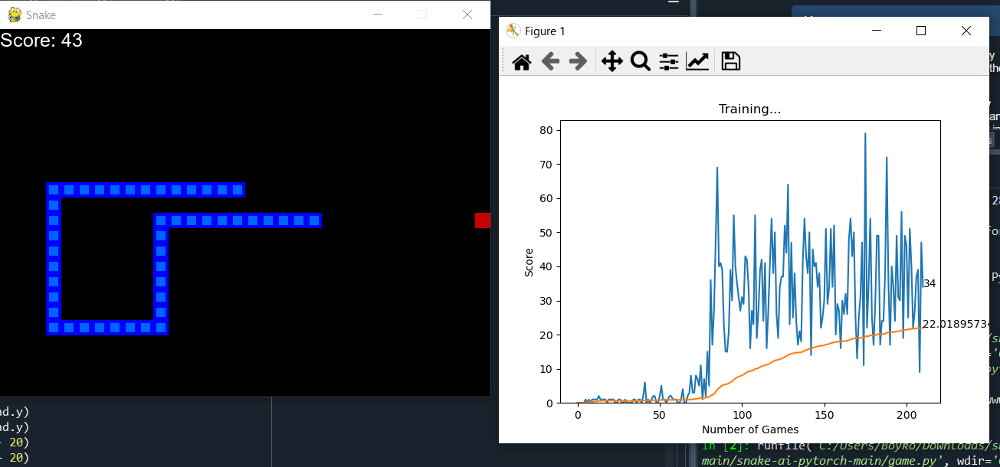 Snake
Score: 43
Figure 1
Training...
80
70
60
50
40
30
20
10
0
Score
34
22.01895734
0
50
100
150
200
Number of Games
ad.y)
ad.y)
20)
20)
In [2]: runfile('C:/Users/Boyko/Downloads/
main/snake-ai-pytorch-main/game.py', wdir='